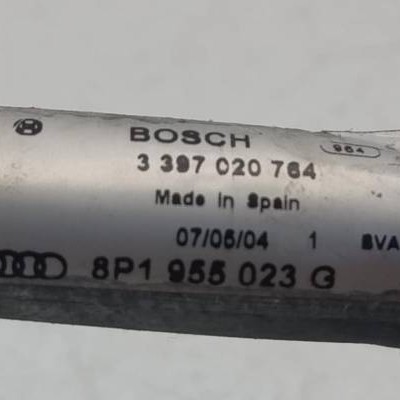 BOSCH
964
3 397 020 764
Made in Spain
07/06/04 1 SVA
8P1 955 023 G